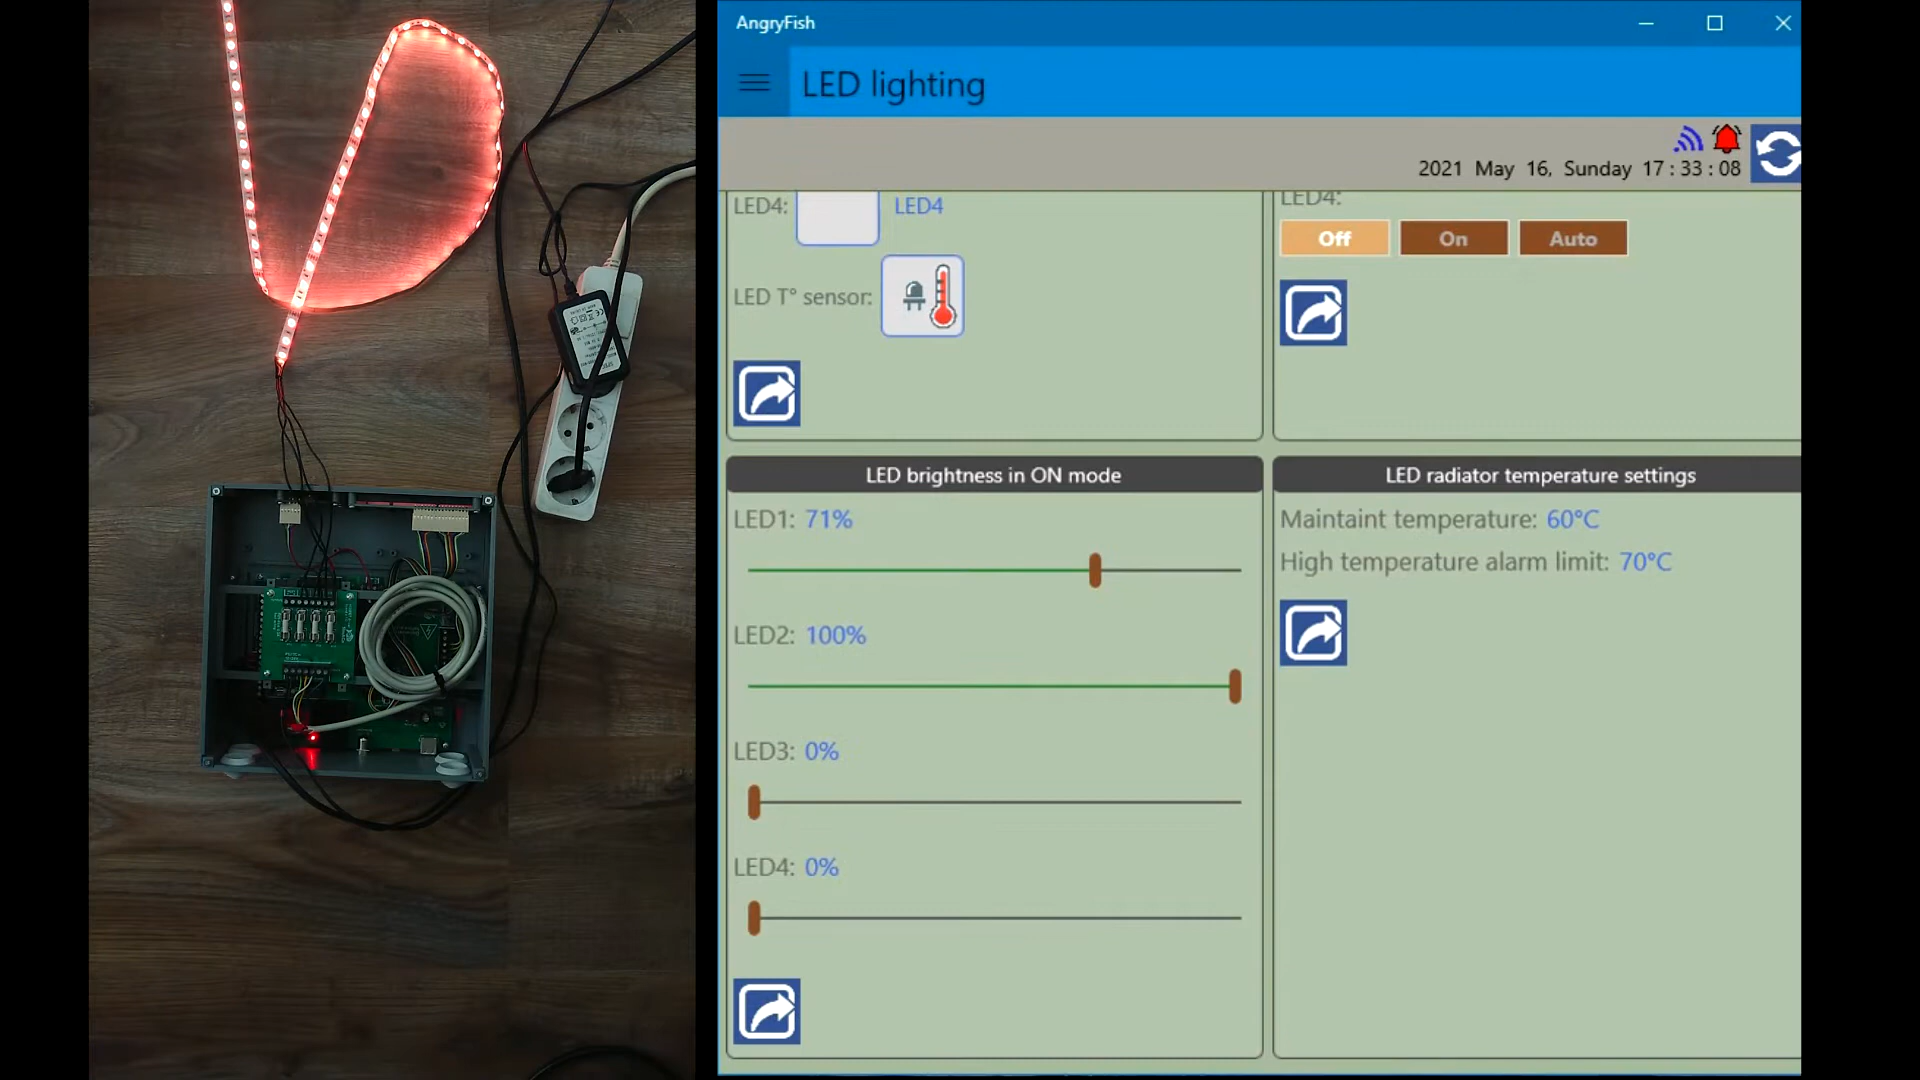 AngryFish
LED lighting
2021 May 16, Sunday 17 : 33 : 08
LED4: LED4
LED T° sensor:
LED4:
Off On Auto
LED brightness in ON mode
LED1: 71%
LED2: 100%
LED3: 0%
LED4: 0%
LED radiator temperature settings
Maintaint temperature: 60°C
High temperature alarm limit: 70°C